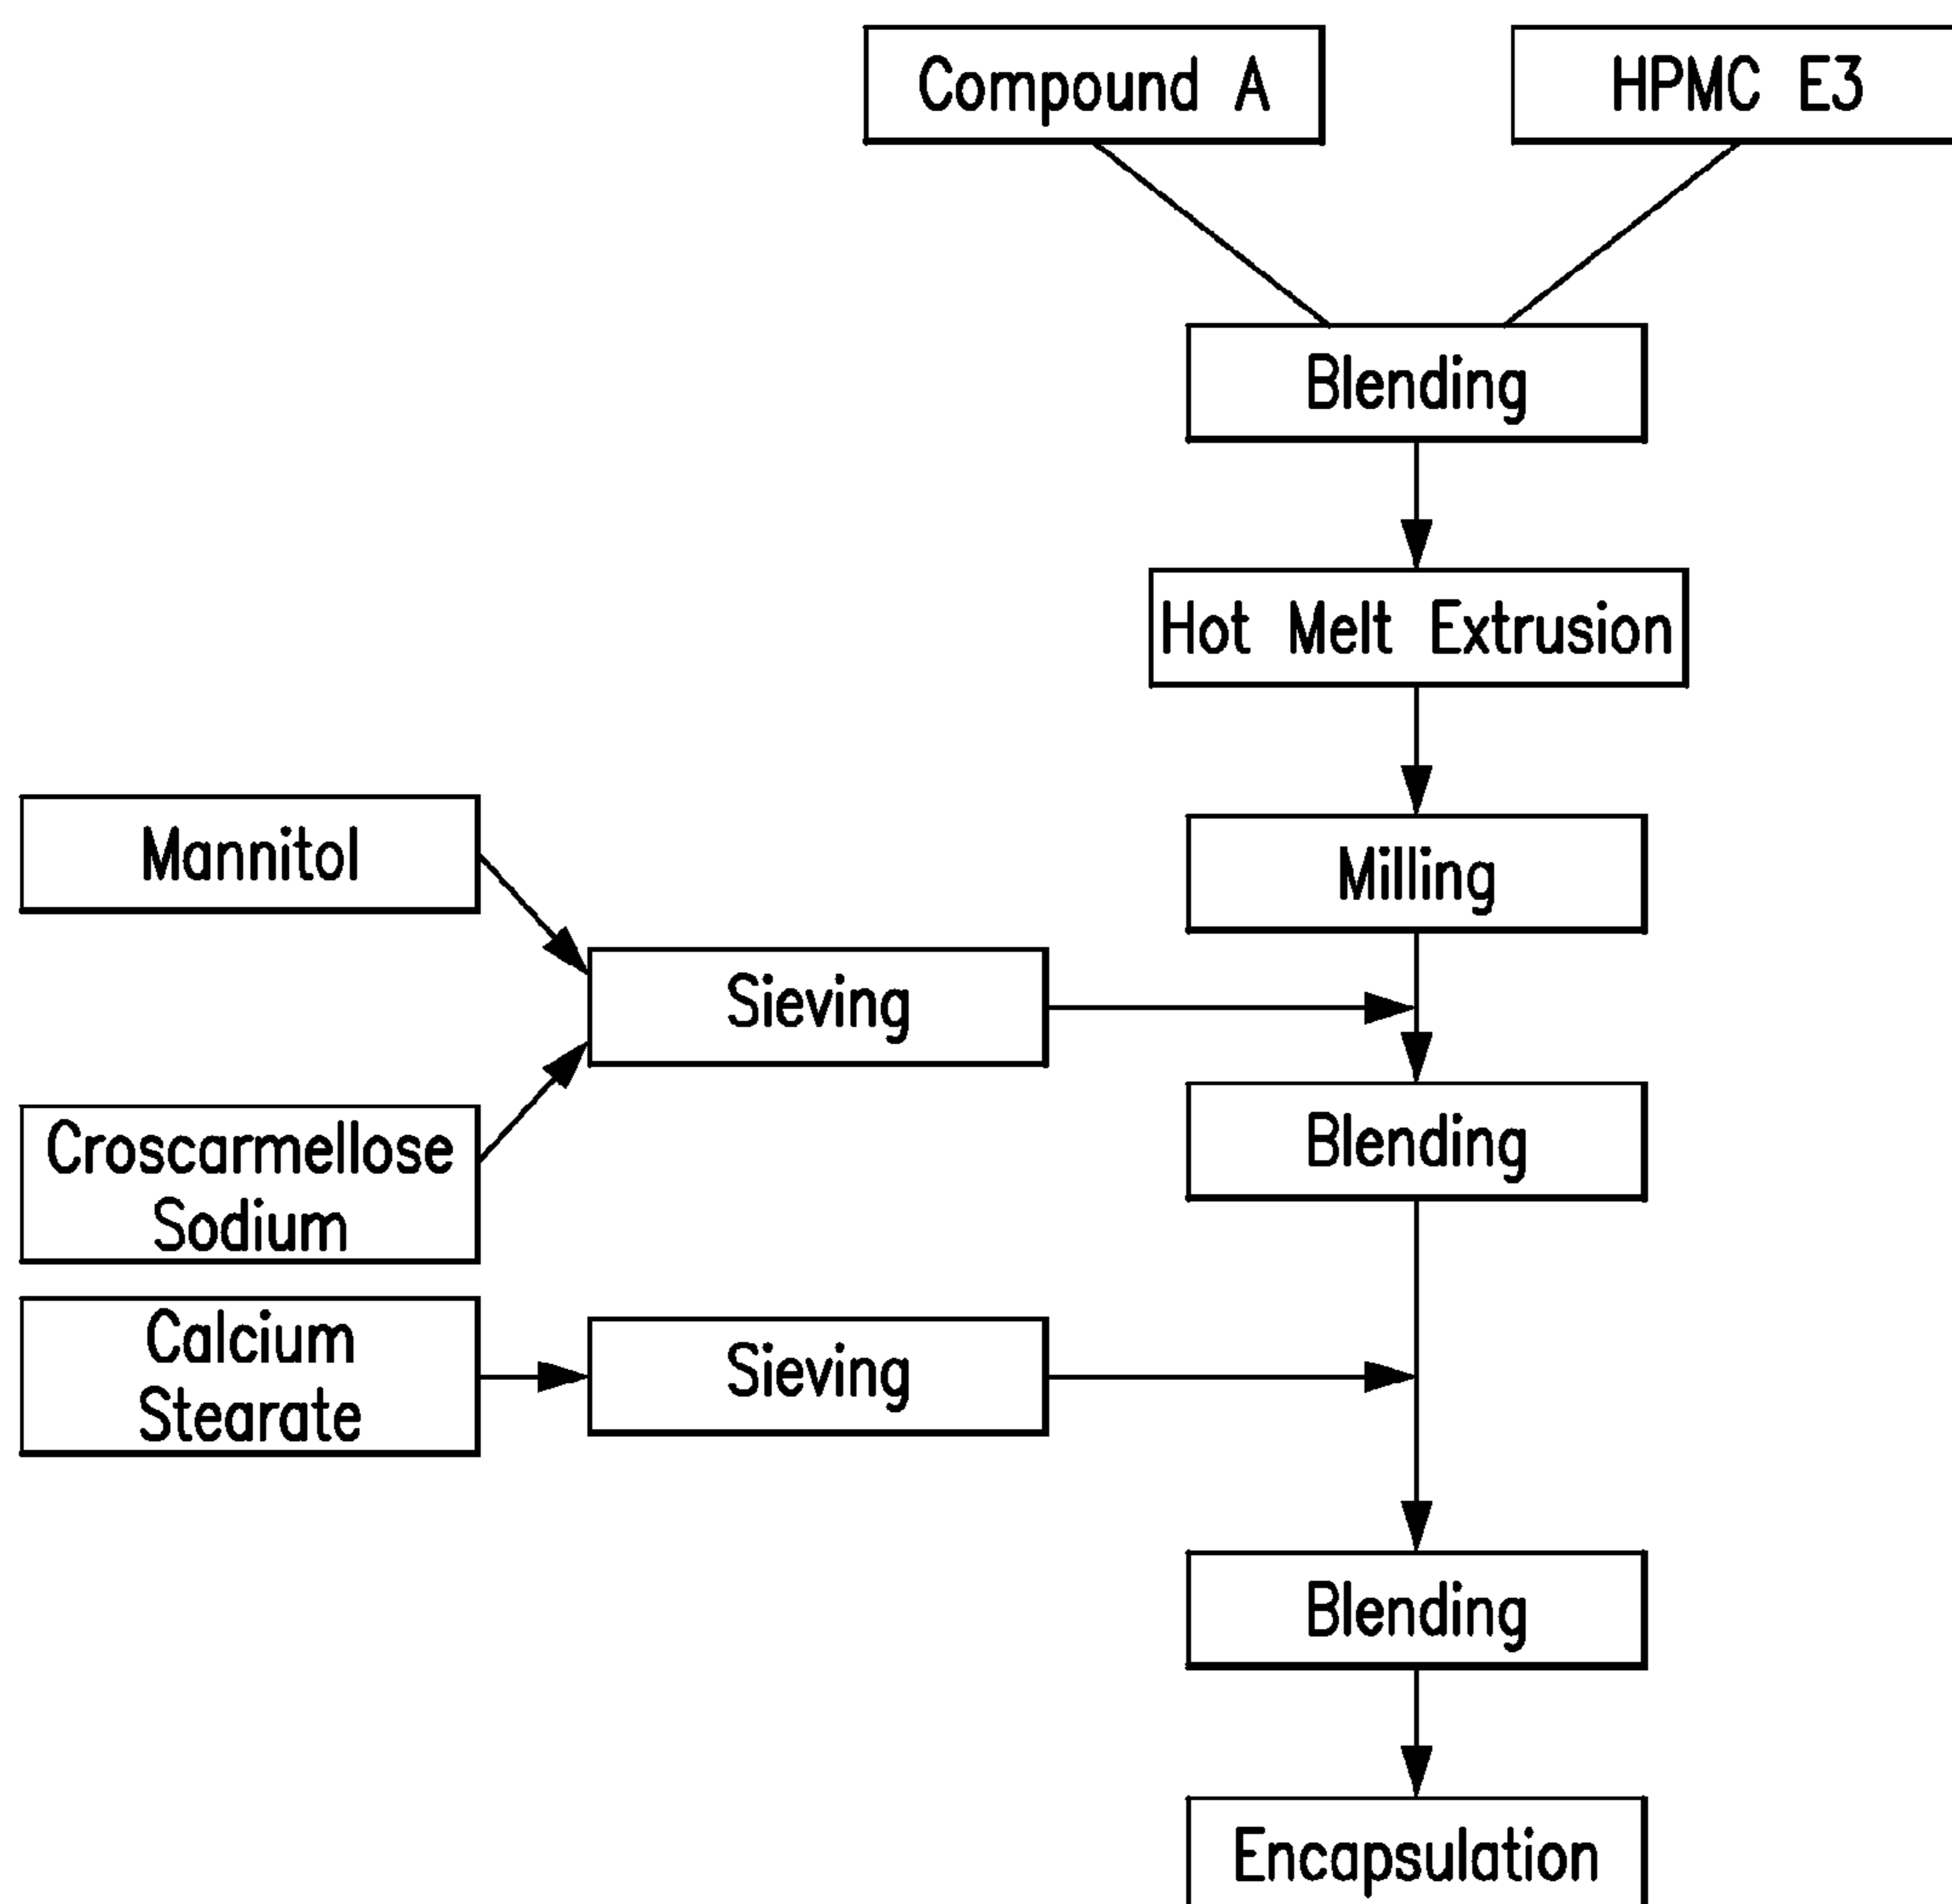 Compound A
HPMC E3
Blending
Hot Melt Extrusion
Mannitol
Milling
Sieving
Croscarmellose
Sodium
Blending
Calcium
Stearate
Sieving
Blending
Encapsulation